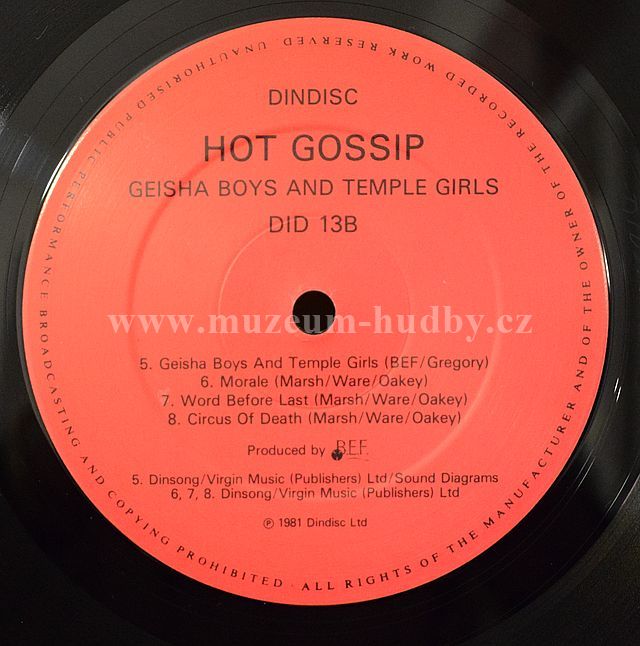 DINDISC
HOT GOSSIP
GEISHA BOYS AND TEMPLE GIRLS
DID 13B
www.muzeum-hudby.cz
5. Geisha Boys And Temple Girls (BEF/Gregory)
6. Morale (Marsh/Ware/Oakey)
7. Word Before Last (Marsh/Ware/Oakey)
8. Circus Of Death (Marsh/Ware/Oakey)
Produced by B.E.F.
5. Dinsong/Virgin Music (Publishers) Ltd/Sound Diagrams
6, 7, 8. Dinsong/Virgin Music (Publishers) Ltd
℗ 1981 Dindisc Ltd
ALL RIGHTS OF THE MANUFACTURER AND OF THE OWNER OF THE RECORDED WORK RESERVED UNAUTHORISED PUBLIC PERFORMANCE BROADCASTING AND COPYING PROHIBITED ·